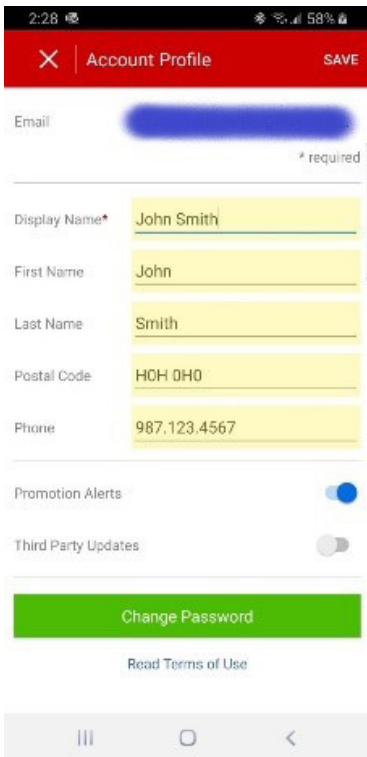 2:28 58%
Account Profile SAVE
Email
* required
Display Name* John Smith
First Name John
Last Name Smith
Postal Code H0H 0H0
Phone 987.123.4567
Promotion Alerts
Third Party Updates
Change Password
Read Terms of Use